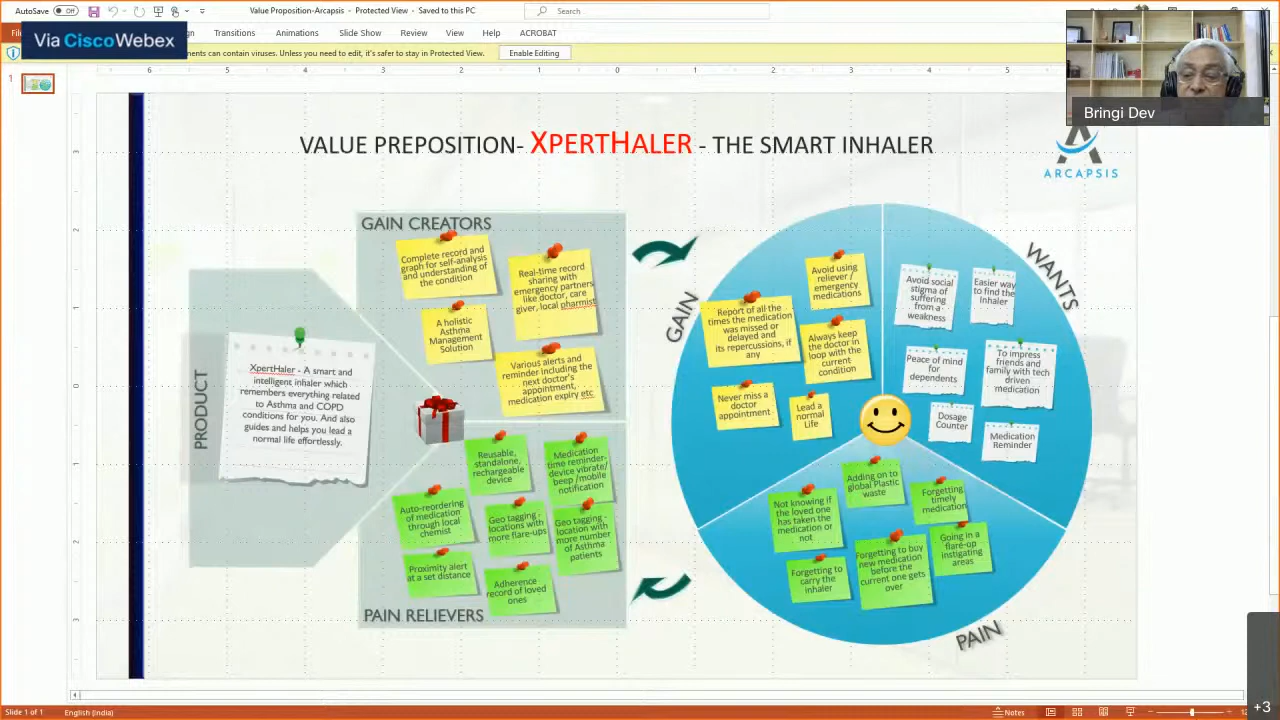 AutoSave Off
Value Proposition-Arcapsis - Protected View - Saved to this PC
Search
Transitions Animations Slide Show Review View Help ACROBAT
Via CiscoWebex
can contain viruses. Unless you need to edit, it's safer to stay in Protected View.
Enable Editing
Bringi Dev
1
VALUE PREPOSITION- XPERTHALER - THE SMART INHALER
ARCAPSIS
PRODUCT
XpertHaler - A smart and
intelligent inhaler which
remembers everything related
to Asthma and COPD
conditions for you. And also
guides and helps you lead a
normal life effortlessly.
GAIN CREATORS
Complete record and
graph for self-analysis
and understanding of
the condition
Real-time record
sharing with
emergency partners
like doctor, care
giver, local pharmist
A holistic
Asthma
Management
Solution
Various alerts and
reminder including the
next doctor's
appointment,
medication expiry etc
Reusable,
standalone,
rechargeable
device
Medication
time reminder-
device vibrate/
beep /mobile
notification
Auto-reordering
of medication
through local
chemist
Geo tagging -
locations with
more flare-ups
Geo tagging -
location with
more number
of Asthma
patients
Proximity alert
at a set distance
Adherence
record of loved
ones
PAIN RELIEVERS
GAIN
Avoid using
reliever /
emergency
medications
Report of all the
times the medication
was missed or
delayed and
its repercussions, if
any
Always keep
the doctor in
loop with the
current
condition
Never miss a
doctor
appointment
Lead a
normal
Life
WANTS
Avoid social
stigma of
suffering
from a
weakness
Easier way
to find the
Inhaler
Peace of mind
for
dependents
To impress
friends and
family with tech
driven
medication
Dosage
Counter
Medication
Reminder
Adding on to
global Plastic
waste
Not knowing if
the loved one
has taken the
medication or
not
Forgetting
timely
medication
Going in a
flare-up
instigating
areas
Forgetting to buy
new medication
before the
current one gets
over
Forgetting to
carry the
inhaler
PAIN
Slide 1 of 1
English (India)
Notes
+3